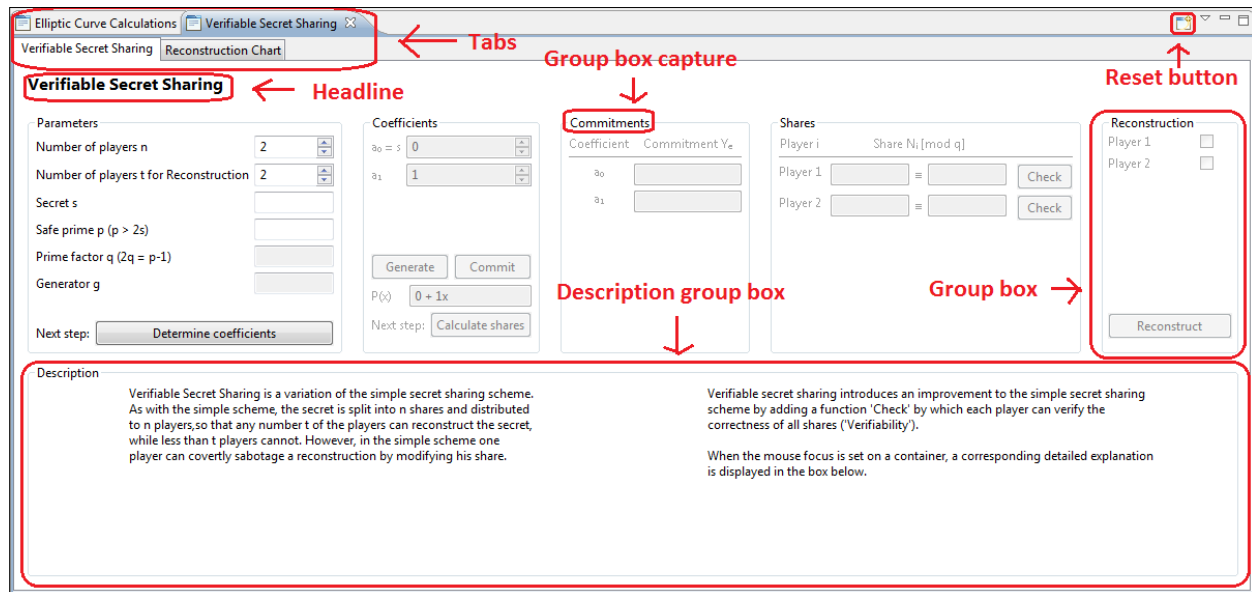 Elliptic Curve Calculations Verifiable Secret Sharing
Verifiable Secret Sharing Reconstruction Chart
Tabs
Group box capture
Reset button
Verifiable Secret Sharing
Headline
Parameters
Number of players n 2
Number of players t for Reconstruction 2
Secret s
Safe prime p (p > 2s)
Prime factor q (2q = p-1)
Generator g
Next step: Determine coefficients
Coefficients
a₀ = s 0
a₁ 1
Generate Commit
P(x) 0 + 1x
Next step: Calculate shares
Commitments
Coefficient Commitment Yₑ
a₀
a₁
Shares
Player i Share Nᵢ [mod q]
Player 1 ≡ Check
Player 2 ≡ Check
Reconstruction
Player 1
Player 2
Reconstruct
Description group box
Group box
Description
Verifiable Secret Sharing is a variation of the simple secret sharing scheme.
As with the simple scheme, the secret is split into n shares and distributed
to n players,so that any number t of the players can reconstruct the secret,
while less than t players cannot. However, in the simple scheme one
player can covertly sabotage a reconstruction by modifying his share.
Verifiable secret sharing introduces an improvement to the simple secret sharing
scheme by adding a function 'Check' by which each player can verify the
correctness of all shares ('Verifiability').
When the mouse focus is set on a container, a corresponding detailed explanation
is displayed in the box below.